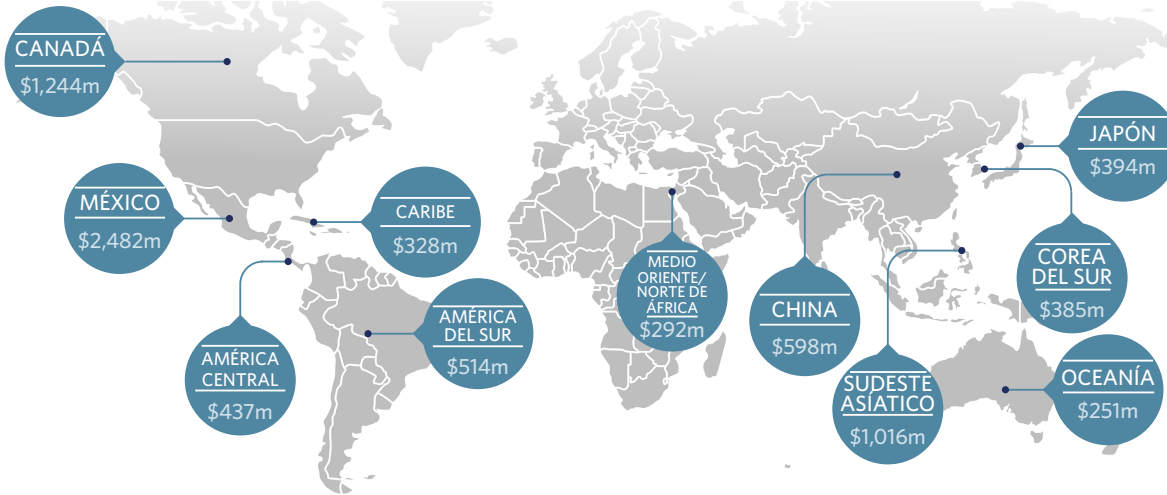 CANADÁ
$1,244m
MÉXICO
$2,482m
CARIBE
$328m
AMÉRICA
CENTRAL
$437m
AMÉRICA
DEL SUR
$514m
MEDIO
ORIENTE/
NORTE DE
ÁFRICA
$292m
CHINA
$598m
SUDESTE
ASÍATICO
$1,016m
JAPÓN
$394m
COREA
DEL SUR
$385m
OCEANÍA
$251m